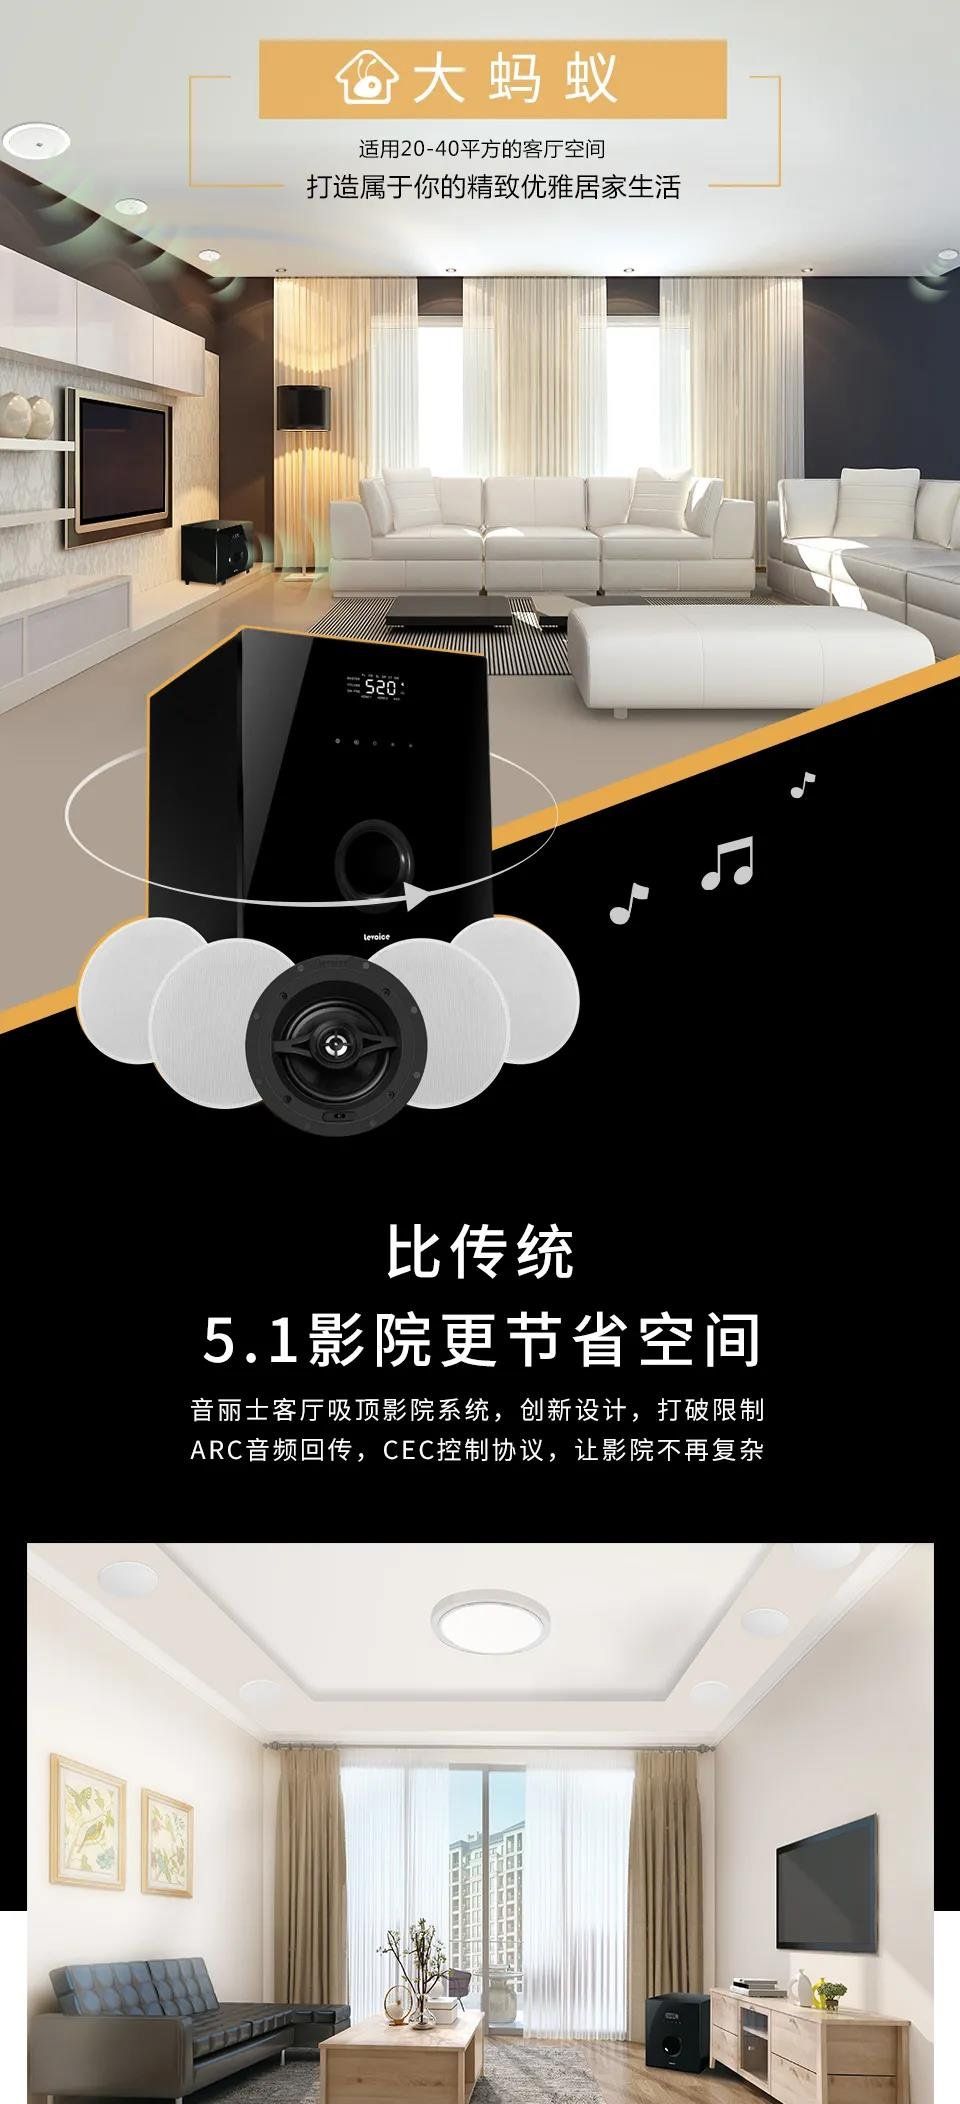 大蚂蚁
适用20-40平方的客厅空间
打造属于你的精致优雅居家生活
520
Levoice
比传统
5.1影院更节省空间
音丽士客厅吸顶影院系统，创新设计，打破限制
ARC音频回传，CEC控制协议，让影院不再复杂